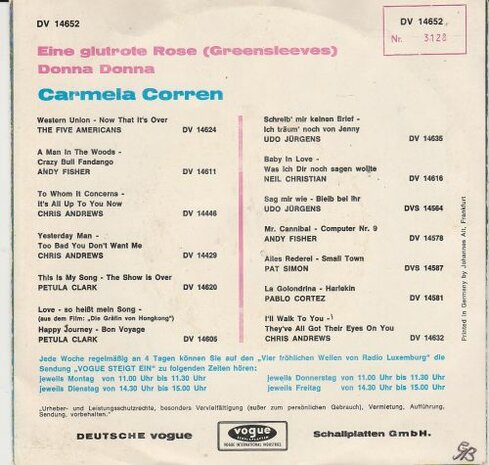 DV 14652
DV 14652
Nr. 3128
Eine glutrote Rose (Greensleeves)
Donna Donna
Carmela Corren
Western Union - Now That it's Over
THE FIVE AMERICANS DV 14624
A Man In The Woods -
Crazy Bull Fandango
ANDY FISHER DV 14611
To Whom It Concerns -
It's All Up To You Now
CHRIS ANDREWS DV 14446
Yesterday Man -
Too Bad You Don't Want Me
CHRIS ANDREWS DV 14429
This is My Song - The Show is Over
PETULA CLARK DV 14620
Love - so heißt mein Song -
(aus dem Film: „Die Gräfin von Hongkong")
Happy Journey - Bon Voyage
PETULA CLARK DV 14605
Schreib' mir keinen Brief -
Ich träum' noch von Jenny
UDO JÜRGENS DV 14635
Baby In Love -
Was ich Dir noch sagen wollte
NEIL CHRISTIAN DV 14616
Sag mir wie - Bleib bei ihr
UDO JÜRGENS DVS 14564
Mr. Cannibal - Computer Nr. 9
ANDY FISHER DV 14578
Alles Rederei - Small Town
PAT SIMON DVS 14587
La Golondrina - Harlekin
PABLO CORTEZ DV 14581
I'll Walk To You -
They've All Got Their Eyes On You
CHRIS ANDREWS DV 14632
Printed in Germany by Johannes Alt, Frankfurt
Jede Woche regelmäßig an 4 Tagen können Sie auf den „Vier fröhlichen Wellen von Radio Luxemburg" die
Sendung „VOGUE STEIGT EIN" zu folgenden Zeiten hören:
jeweils Montag von 11.00 Uhr bis 11.30 Uhr jeweils Donnerstag von 11.00 Uhr bis 11.30 Uhr
jeweils Dienstag von 14.30 Uhr bis 15.00 Uhr jeweils Freitag von 14.30 Uhr bis 15.00 Uhr
„Urheber- und Leistungsschutzrechte, besonders Vervielfältigung (außer zum persönlichen Gebrauch), Vermietung, Aufführung,
Sendung, vorbehalten."
DEUTSCHE vogue vogue Schallplatten GmbH.
VOGUE INTERNATIONAL INDUSTRIES